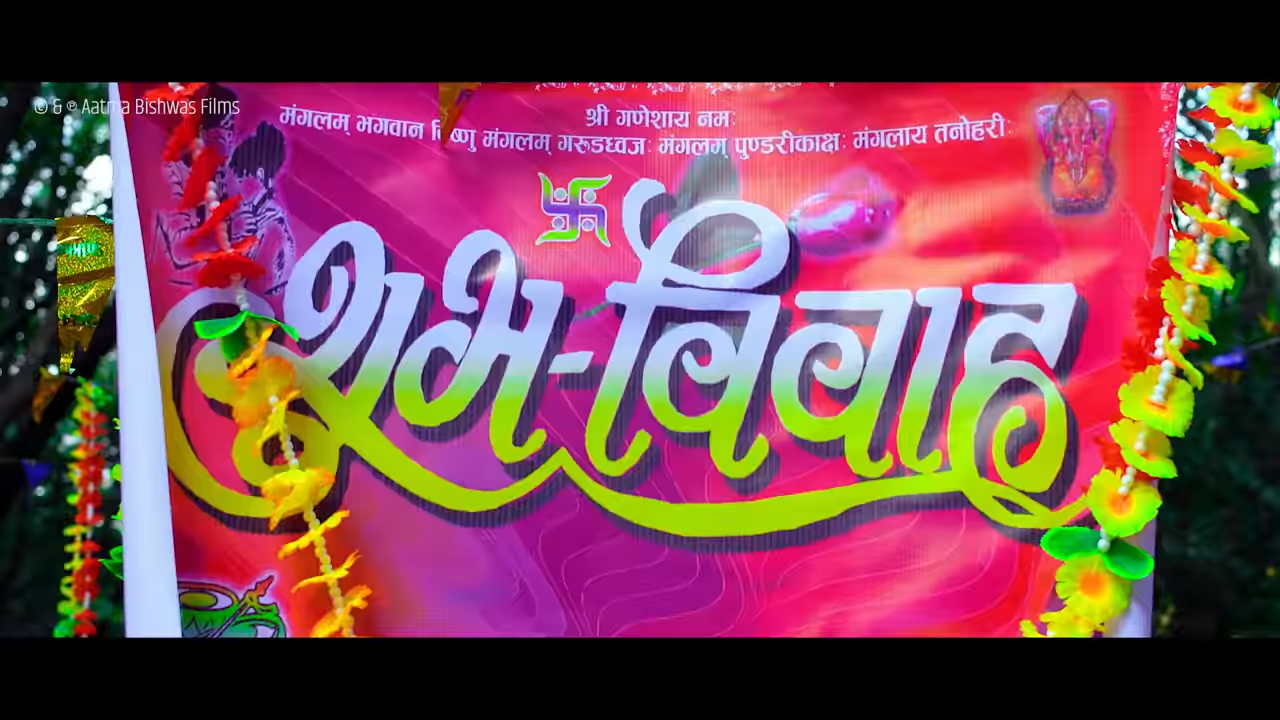 © & ℗ Aatma Bishwas Films
श्री गणेशाय नमः
मंगलम् भगवान विष्णु मंगलम् गरूडध्वजः मंगलम् पुण्डरीकाक्षः मंगलाय तनोहरीः
शुभ-विवाह